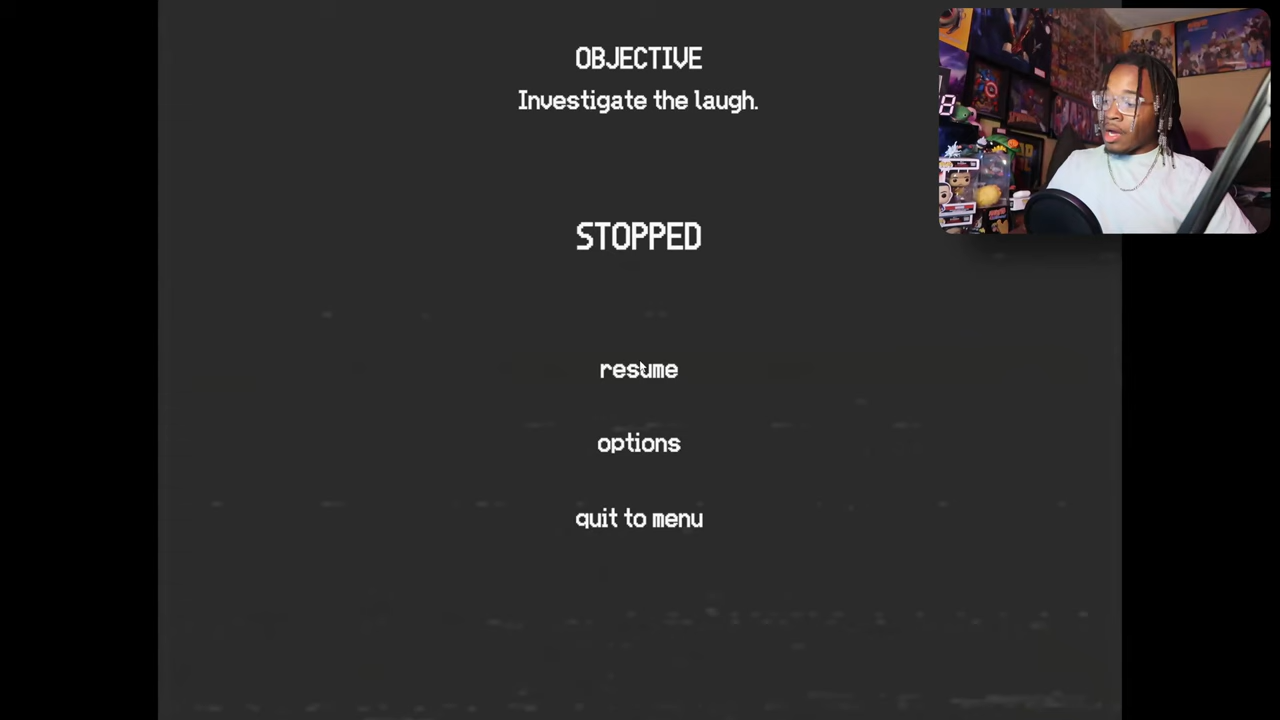 OBJECTIVE
Investigate the laugh.
STOPPED
resume
options
quit to menu